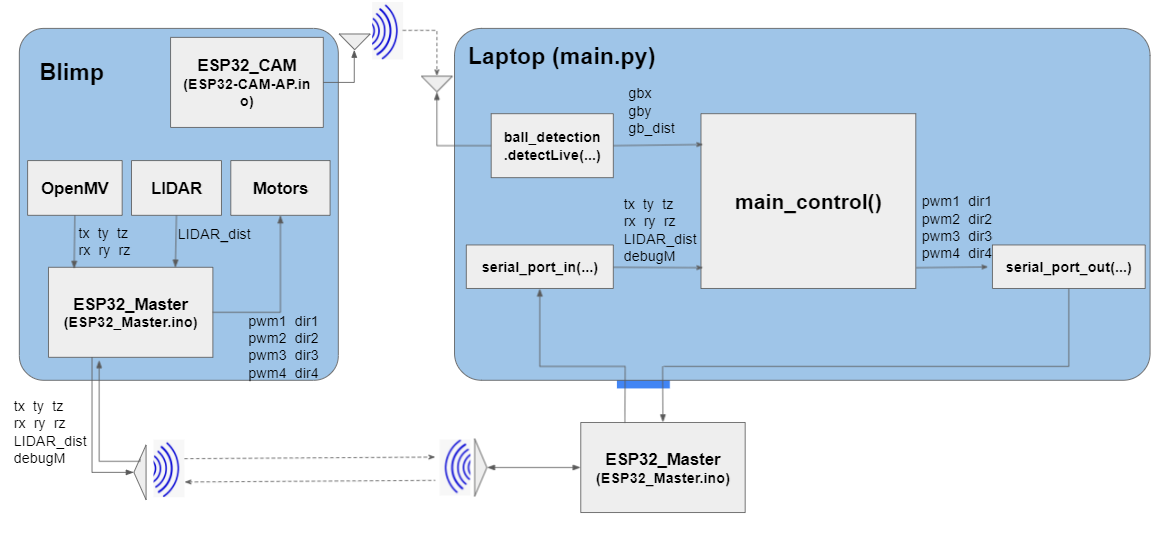 Blimp
ESP32_CAM
(ESP32-CAM-AP.in
o)
OpenMV
LIDAR
Motors
tx ty tz
rx ry rz
LIDAR_dist
ESP32_Master
(ESP32_Master.ino)
pwm1 dir1
pwm2 dir2
pwm3 dir3
pwm4 dir4
tx ty tz
rx ry rz
LIDAR_dist
debugM
Laptop (main.py)
ball_detection
.detectLive(...)
gbx
gby
gb_dist
main_control()
tx ty tz
rx ry rz
LIDAR_dist
debugM
serial_port_in(...)
pwm1 dir1
pwm2 dir2
pwm3 dir3
pwm4 dir4
serial_port_out(...)
ESP32_Master
(ESP32_Master.ino)